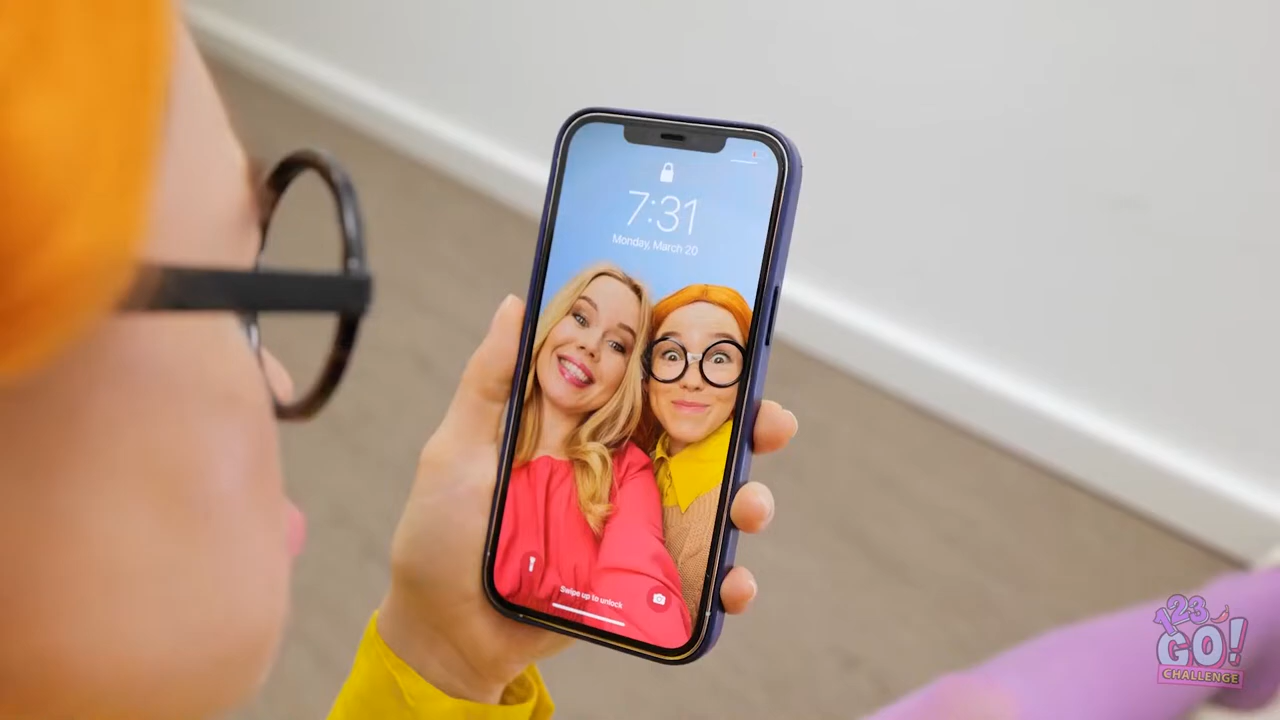 7:31
Monday, March 20
Swipe up to unlock
123
GO!
CHALLENGE